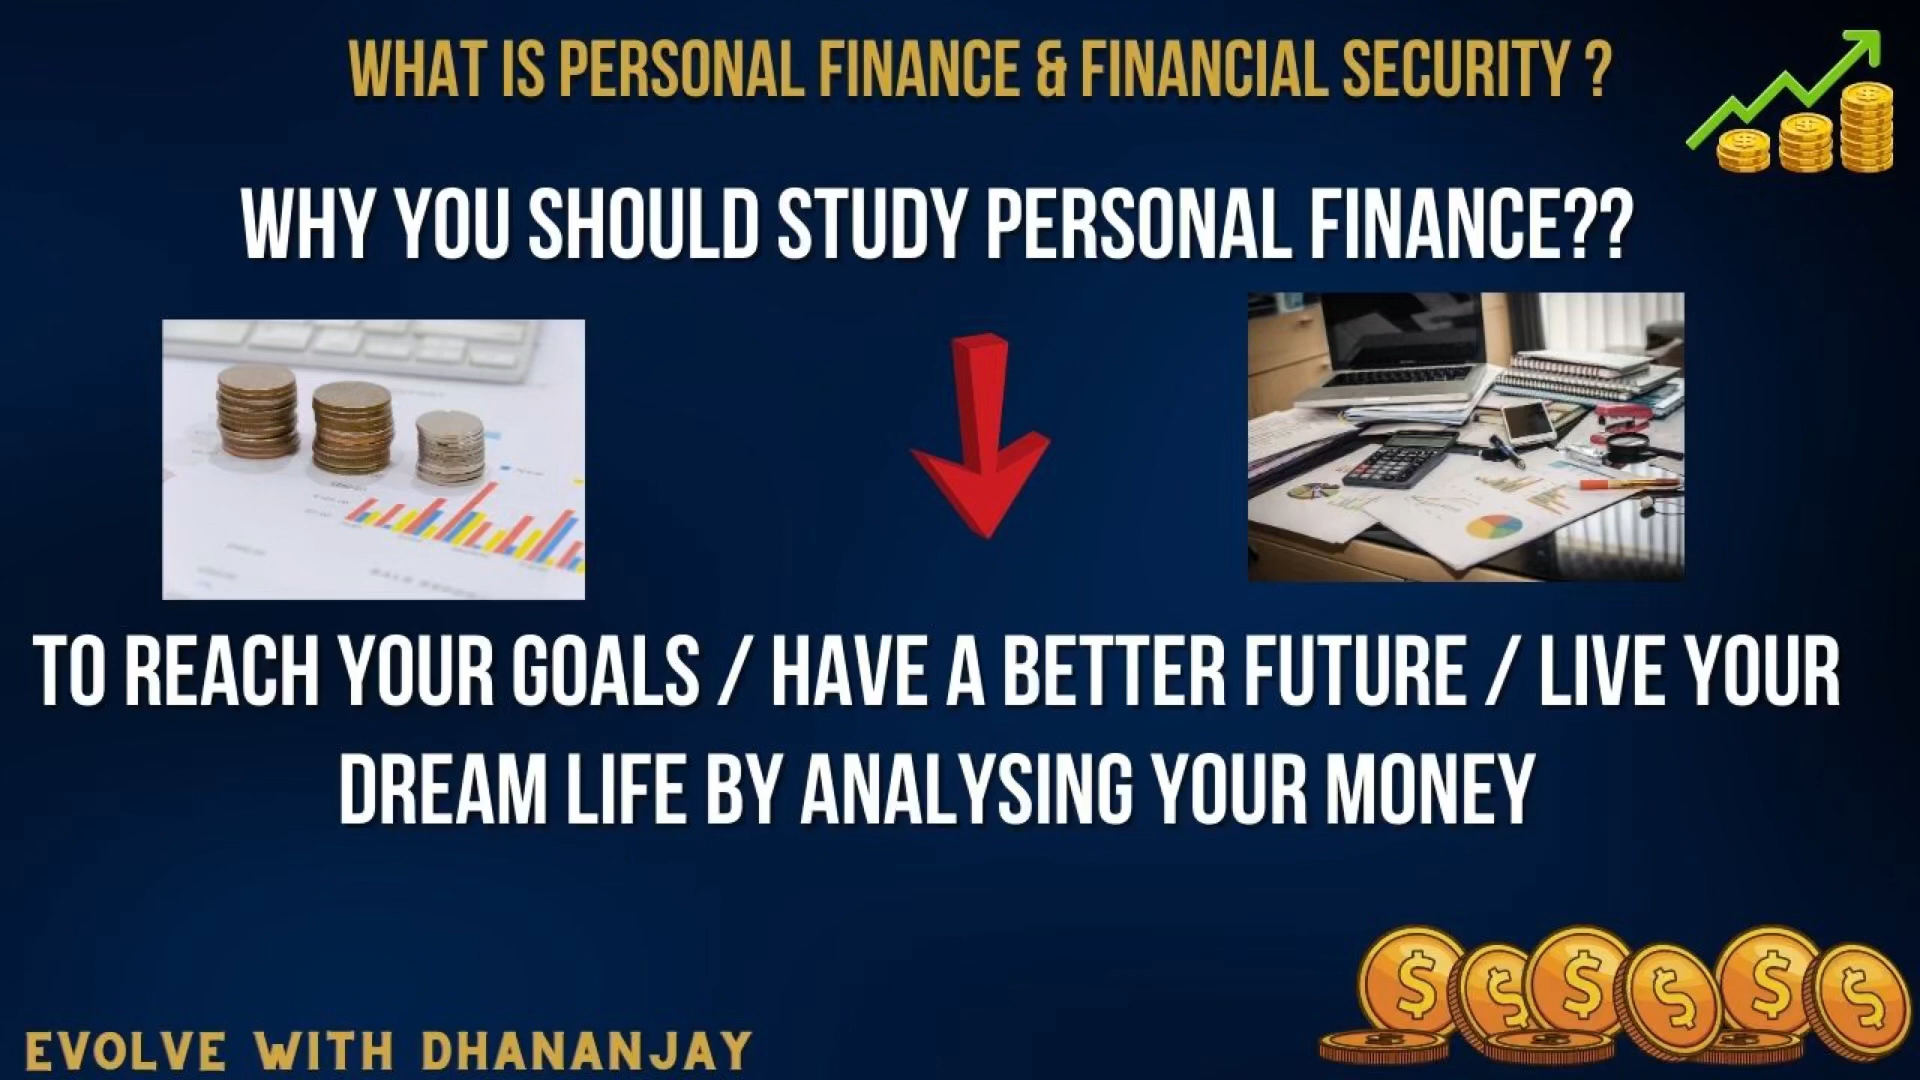 WHAT IS PERSONAL FINANCE & FINANCIAL SECURITY ?
WHY YOU SHOULD STUDY PERSONAL FINANCE??
TO REACH YOUR GOALS / HAVE A BETTER FUTURE / LIVE YOUR
DREAM LIFE BY ANALYSING YOUR MONEY
EVOLVE WITH DHANANJAY